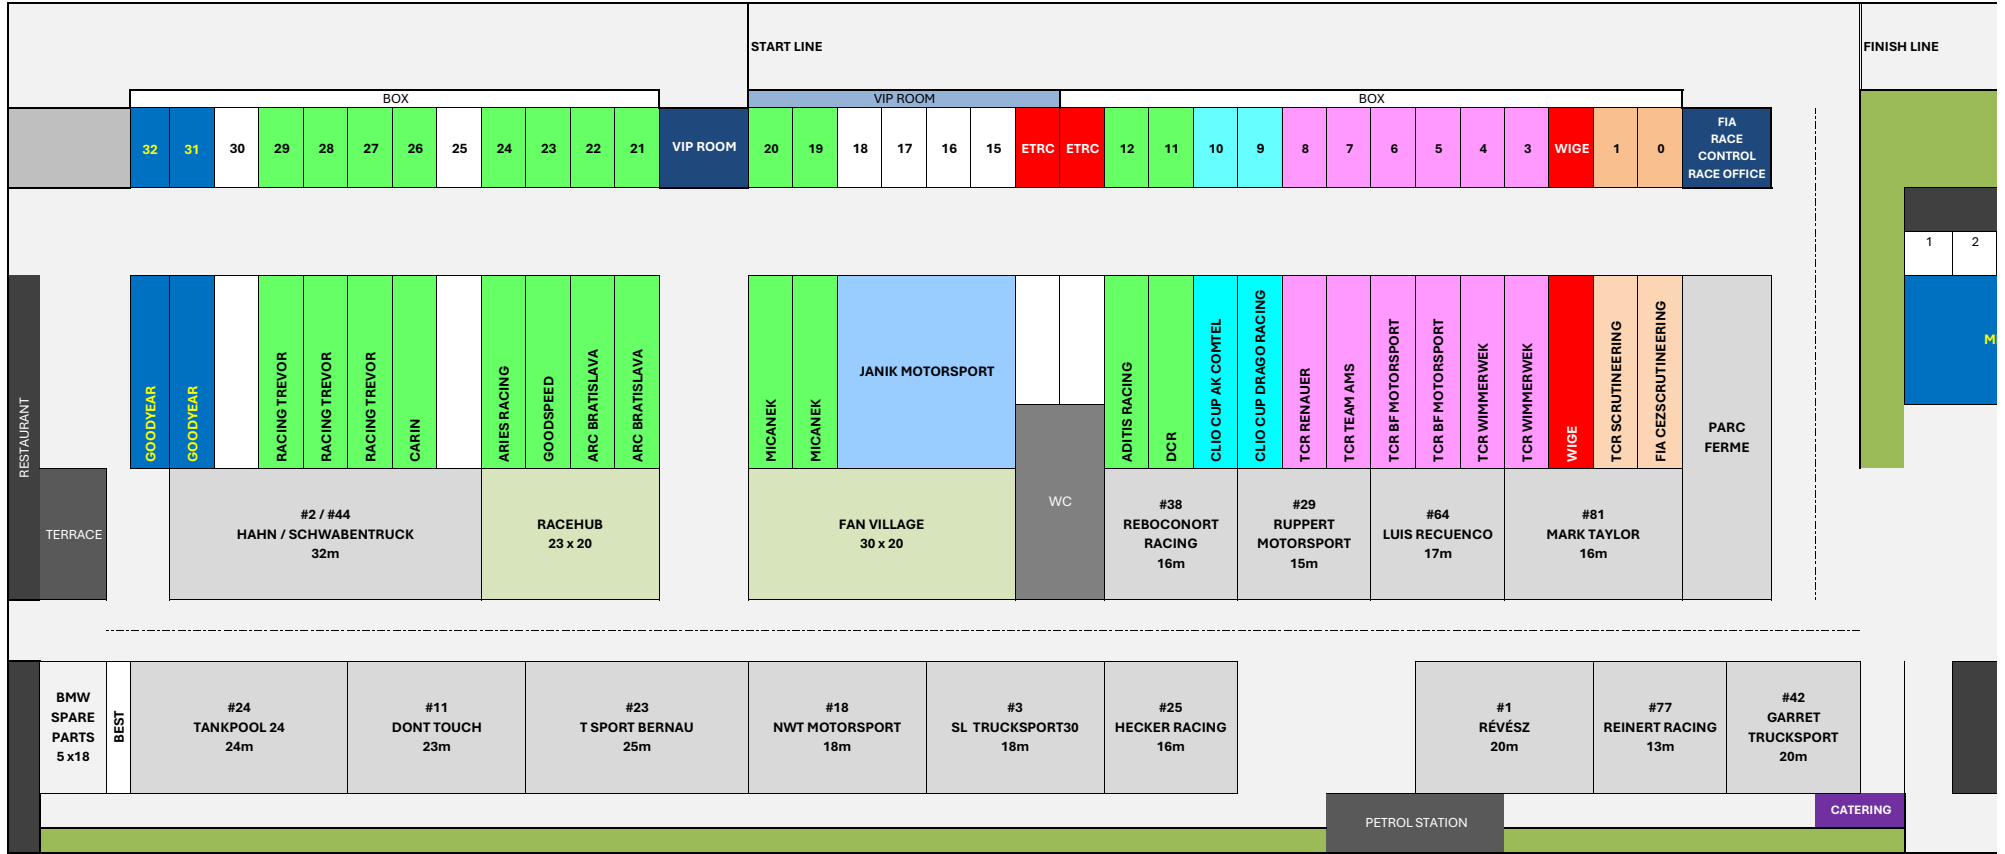 START LINE
FINISH LINE
BOX
VIP ROOM
BOX
32
31
30
29
28
27
26
25
24
23
22
21
VIP ROOM
20
19
18
17
16
15
ETRC
ETRC
12
11
10
9
8
7
6
5
4
3
WIGE
1
0
FIA
RACE
CONTROL
RACE OFFICE
1
2
RESTAURANT
GOODYEAR
GOODYEAR
RACING TREVOR
RACING TREVOR
RACING TREVOR
CARIN
ARIES RACING
GOODSPEED
ARC BRATISLAVA
ARC BRATISLAVA
MICANEK
MICANEK
JANIK MOTORSPORT
ADITIS RACING
DCR
CLIO CUP AK COMTEL
CLIO CUP DRAGO RACING
TCR RENAUER
TCR TEAM AMS
TCR BF MOTORSPORT
TCR BF MOTORSPORT
TCR WIMMERWEK
TCR WIMMERWEK
WIGE
TCR SCRUTINEERING
FIA CEZSCRUTINEERING
PARC
FERME
M
TERRACE
#2 / #44
HAHN / SCHWABENTRUCK
32m
RACEHUB
23 x 20
FAN VILLAGE
30 x 20
WC
#38
REBOCONORT
RACING
16m
#29
RUPPERT
MOTORSPORT
15m
#64
LUIS RECUENCO
17m
#81
MARK TAYLOR
16m
BMW
SPARE
PARTS
5 x18
BEST
#24
TANKPOOL 24
24m
#11
DONT TOUCH
23m
#23
T SPORT BERNAU
25m
#18
NWT MOTORSPORT
18m
#3
SL TRUCKSPORT30
18m
#25
HECKER RACING
16m
#1
RÉVÉSZ
20m
#77
REINERT RACING
13m
#42
GARRET
TRUCKSPORT
20m
CATERING
PETROL STATION